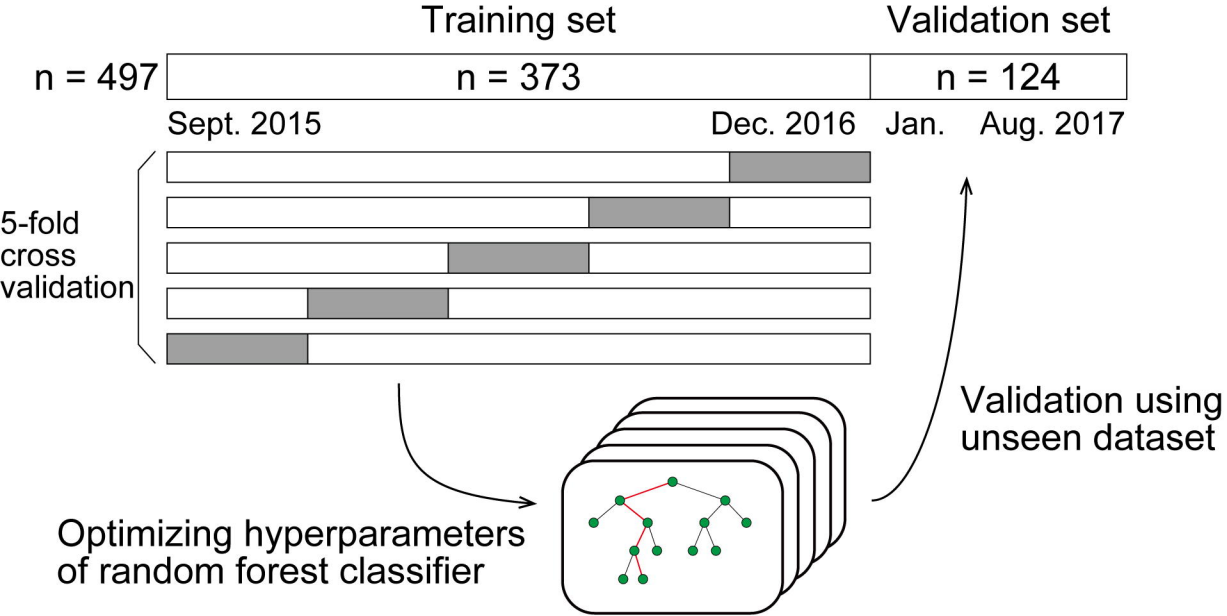 Training set
Validation set
n = 497
n = 373
n = 124
Sept. 2015
Dec. 2016
Jan.
Aug. 2017
5-fold
cross
validation
Validation using
unseen dataset
Optimizing hyperparameters
of random forest classifier